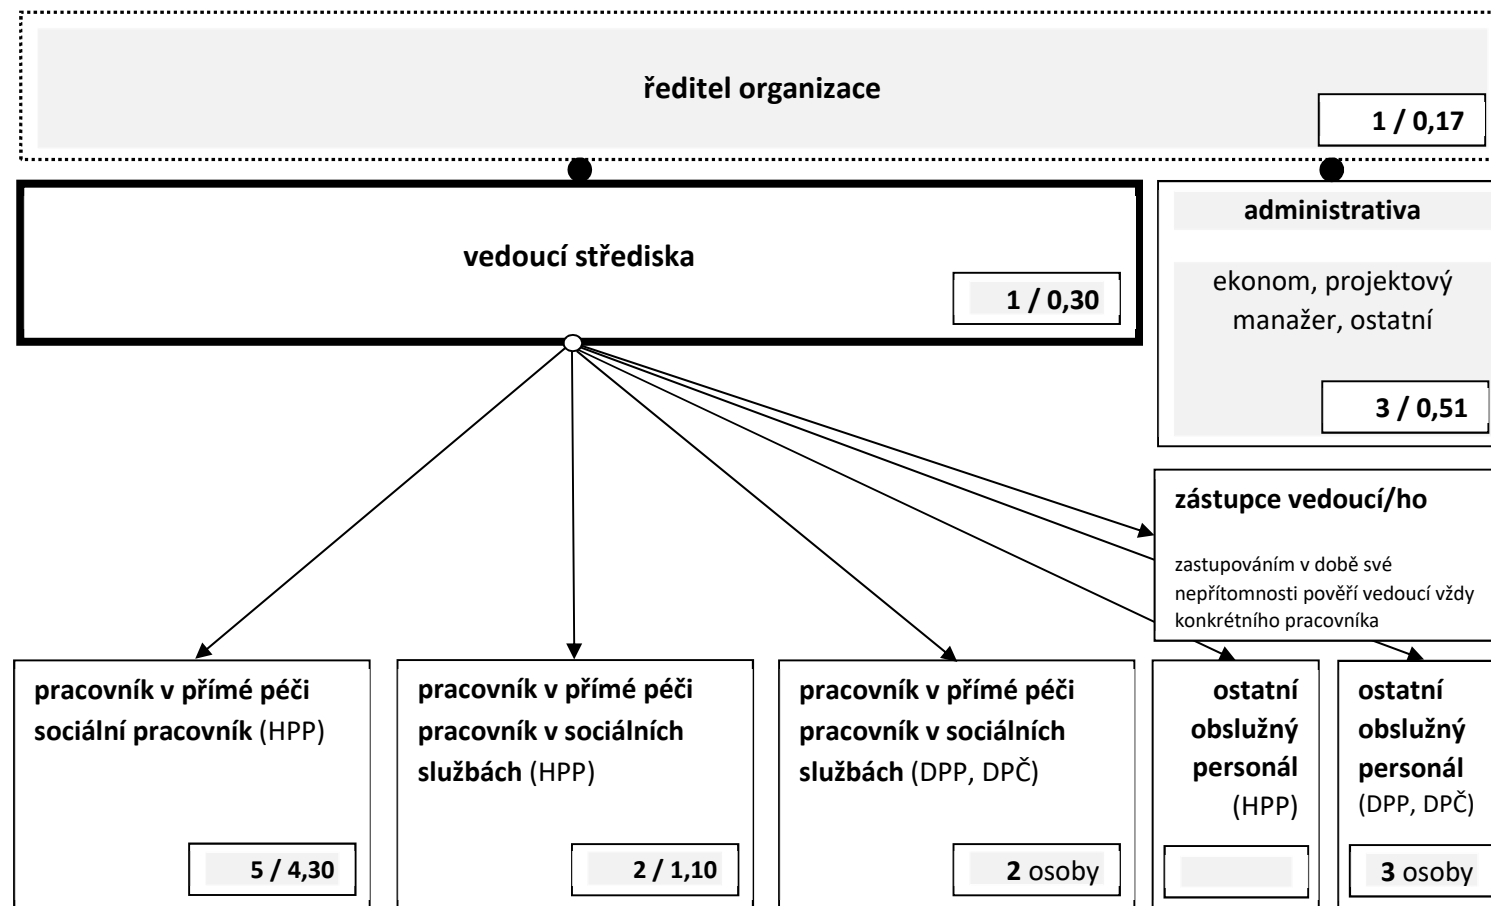 ředitel organizace
1 / 0,17
vedoucí střediska
1 / 0,30
administrativa
ekonom, projektový
manažer, ostatní
3 / 0,51
zástupce vedoucí/ho
zastupováním v době své
nepřítomnosti pověří vedoucí vždy
konkrétního pracovníka
pracovník v přímé péči
sociální pracovník (HPP)
5 / 4,30
pracovník v přímé péči
pracovník v sociálních
službách (HPP)
2 / 1,10
pracovník v přímé péči
pracovník v sociálních
službách (DPP, DPČ)
2 osoby
ostatní
obslužný
personál
(HPP)
ostatní
obslužný
personál
(DPP, DPČ)
3 osoby